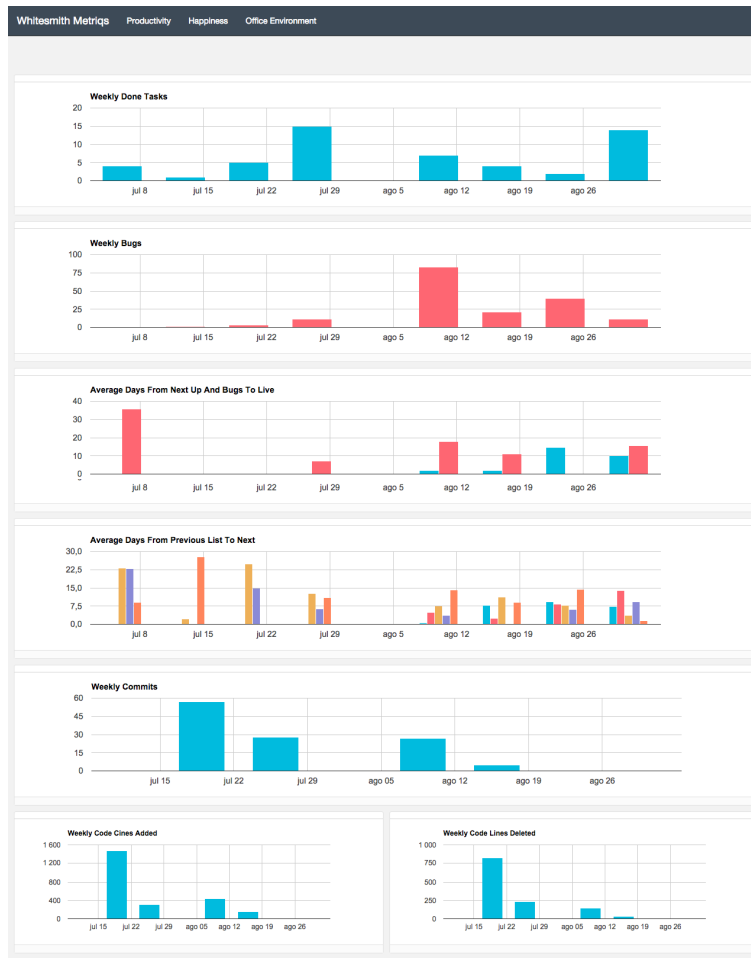 Whitesmith Metriqs Productivity Happiness Office Environment
Weekly Done Tasks
20
15
10
5
0
jul 8 jul 15 jul 22 jul 29 ago 5 ago 12 ago 19 ago 26
Weekly Bugs
100
75
50
25
0
jul 8 jul 15 jul 22 jul 29 ago 5 ago 12 ago 19 ago 26
Average Days From Next Up And Bugs To Live
40
30
20
10
0
jul 8 jul 15 jul 22 jul 29 ago 5 ago 12 ago 19 ago 26
Average Days From Previous List To Next
30,0
22,5
15,0
7,5
0,0
jul 8 jul 15 jul 22 jul 29 ago 5 ago 12 ago 19 ago 26
Weekly Commits
60
45
30
15
0
jul 15 jul 22 jul 29 ago 05 ago 12 ago 19 ago 26
Weekly Code Cines Added
1 600
1 200
800
400
0
jul 15 jul 22 jul 29 ago 05 ago 12 ago 19 ago 26
Weekly Code Lines Deleted
1 000
750
500
250
0
jul 15 jul 22 jul 29 ago 05 ago 12 ago 19 ago 26